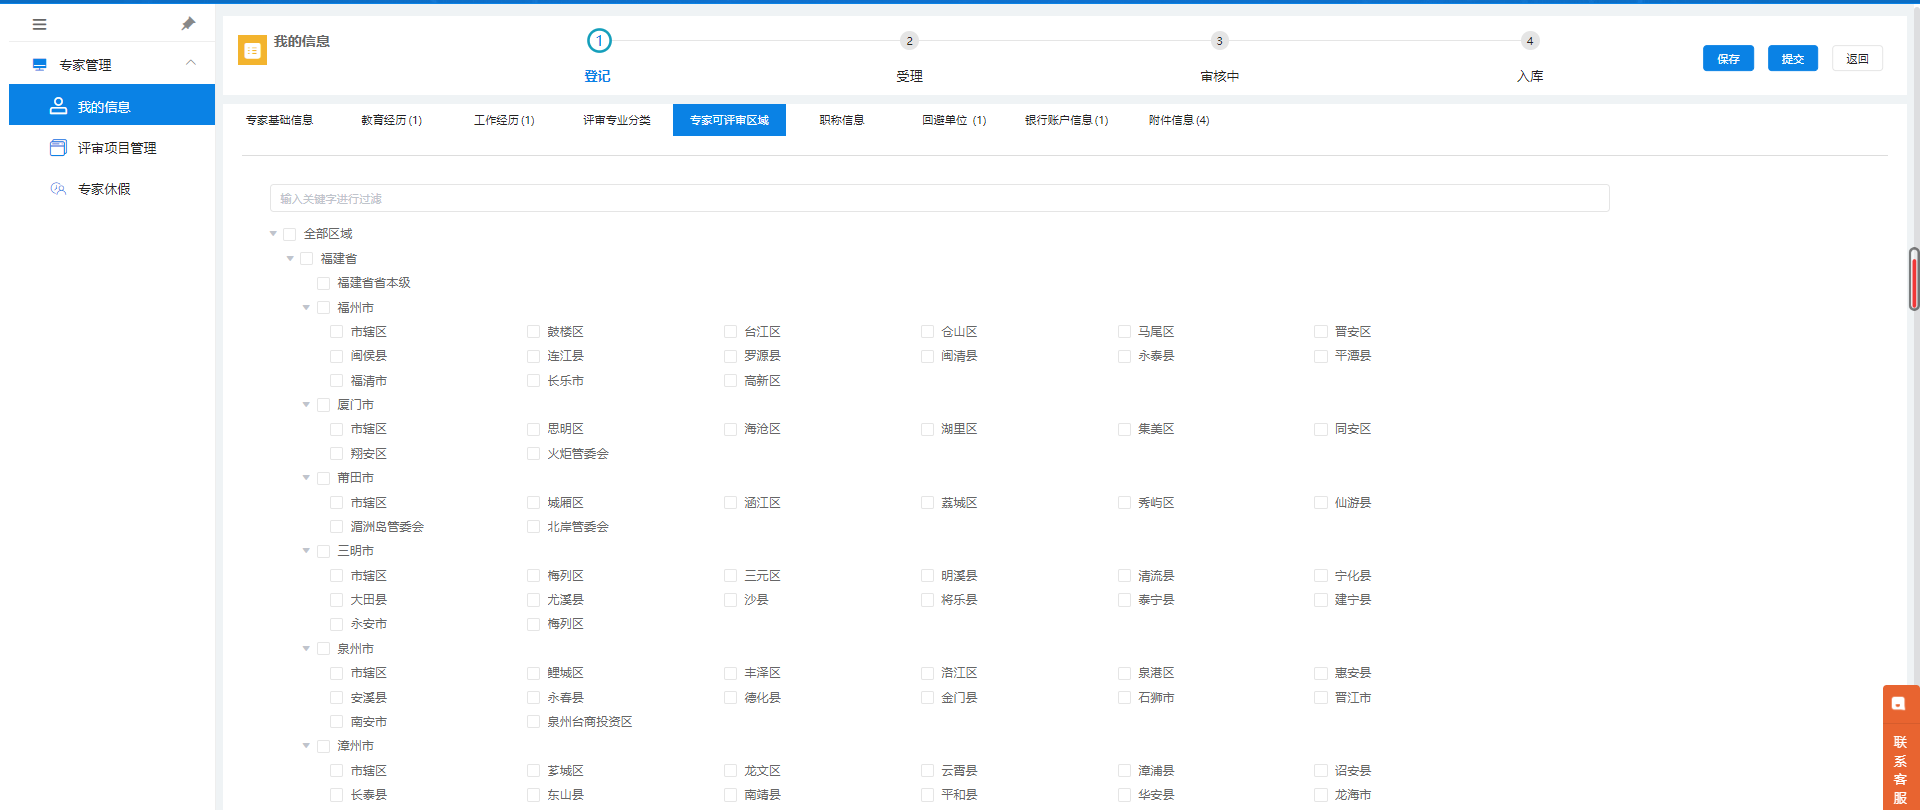 专家管理
我的信息
评审项目管理
专家休假
我的信息
1 2 3 4
登记 受理 审核中 入库
保存 提交 返回
专家基础信息 教育经历(1) 工作经历(1) 评审专业分类 专家可评审区域 职称信息 回避单位 (1) 银行账户信息(1) 附件信息(4)
输入关键字进行过滤
全部区域
福建省
福建省省本级
福州市
市辖区 鼓楼区 台江区 仓山区 马尾区 晋安区
闽侯县 连江县 罗源县 闽清县 永泰县 平潭县
福清市 长乐市 高新区
厦门市
市辖区 思明区 海沧区 湖里区 集美区 同安区
翔安区 火炬管委会
莆田市
市辖区 城厢区 涵江区 荔城区 秀屿区 仙游县
湄洲岛管委会 北岸管委会
三明市
市辖区 梅列区 三元区 明溪县 清流县 宁化县
大田县 尤溪县 沙县 将乐县 泰宁县 建宁县
永安市 梅列区
泉州市
市辖区 鲤城区 丰泽区 洛江区 泉港区 惠安县
安溪县 永春县 德化县 金门县 石狮市 晋江市
南安市 泉州台商投资区
漳州市
市辖区 芗城区 龙文区 云霄县 漳浦县 诏安县
长泰县 东山县 南靖县 平和县 华安县 龙海市
联系客服